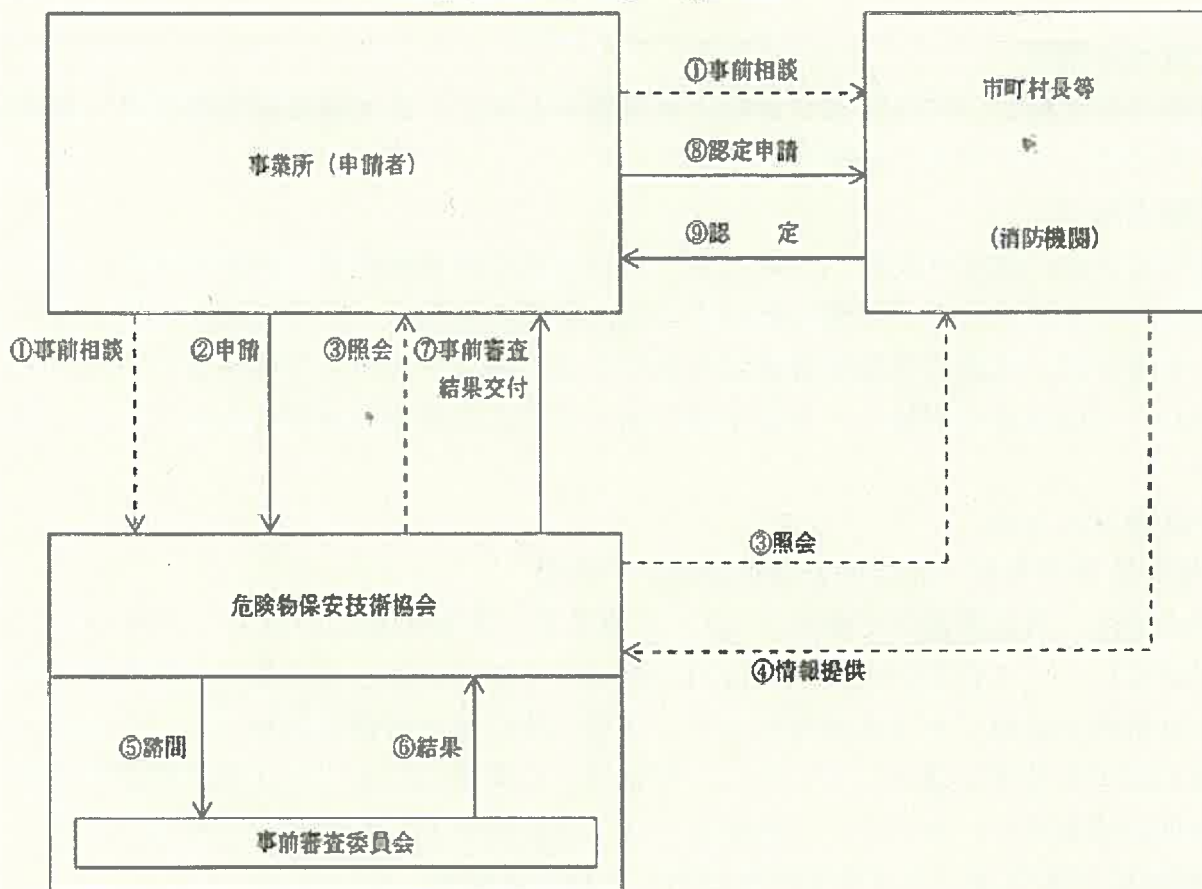 ①事前相談
市町村長等
事業所（申請者）
⑧認定申請
⑨認　定
（消防機関）
①事前相談
②申請
③照会
⑦事前審査
結果交付
③照会
危険物保安技術協会
④情報提供
⑤諮問
⑥結果
事前審査委員会